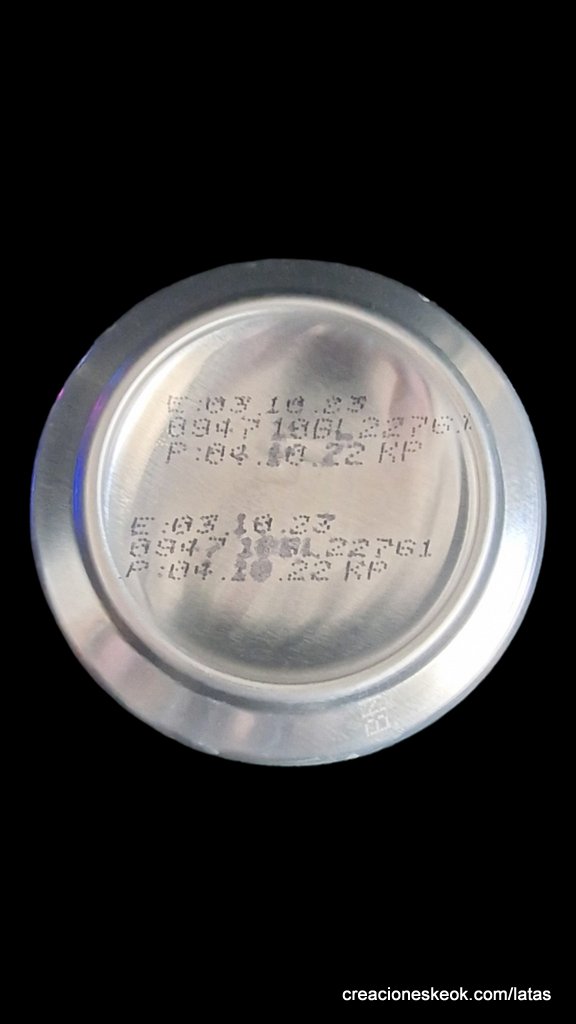 E:03.10.23
0947 10BL22761
P:04.10.22 RP
E:03.10.23
0947 10BL22761
P:04.10.22 RP
creacioneskeok.com/latas